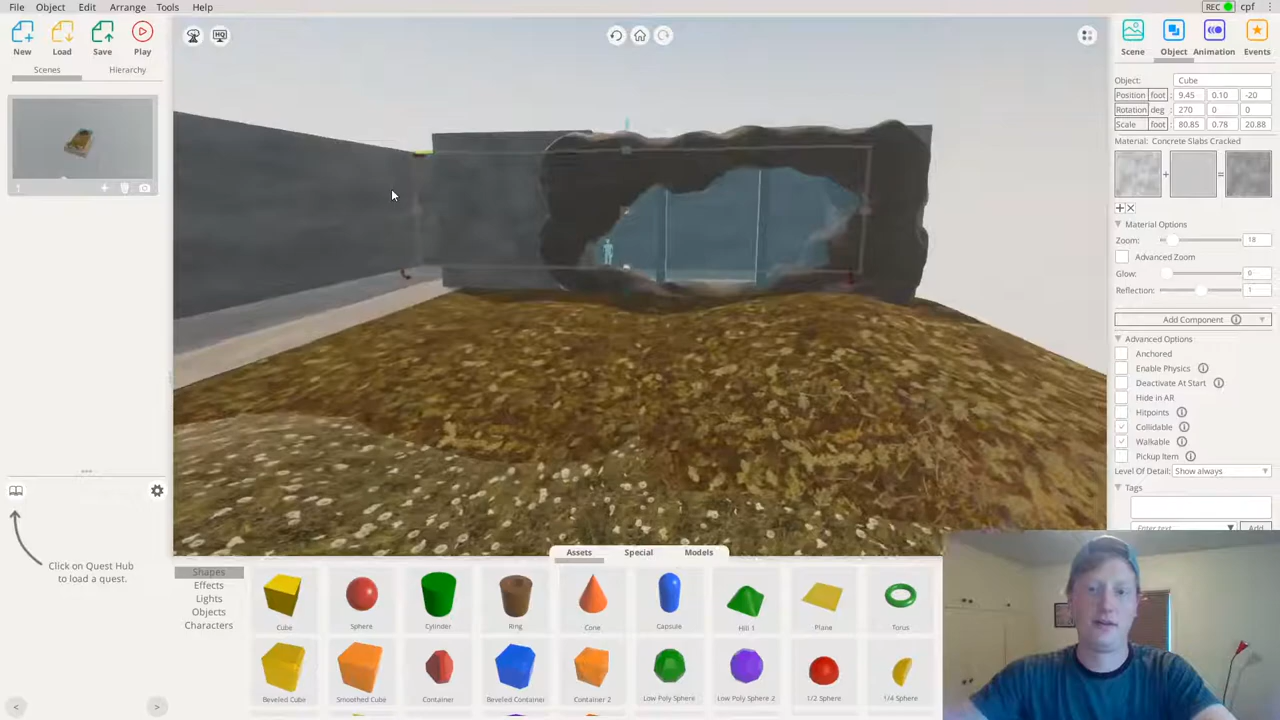 File Object Edit Arrange Tools Help
REC cpf
New Load Save Play
HQ
Scene Object Animation Events
Scenes Hierarchy
1
Object: Cube
Position foot : 9.45 0.10 -20
Rotation deg : 270 0 0
Scale foot : 80.85 0.78 20.88
Material: Concrete Slabs Cracked
+ =
Material Options
Zoom: 18
Advanced Zoom
Glow: 0
Reflection: 1
Add Component
Advanced Options
Anchored
Enable Physics
Deactivate At Start
Hide in AR
Hitpoints
Collidable
Walkable
Pickup Item
Level Of Detail: Show always
Tags
Enter text Add
Click on Quest Hub
to load a quest.
Assets Special Models
Shapes
Effects
Lights
Objects
Characters
Cube Sphere Cylinder Ring Cone Capsule Hill 1 Plane Torus
Beveled Cube Smoothed Cube Container Beveled Container Container 2 Low Poly Sphere Low Poly Sphere 2 1/2 Sphere 1/4 Sphere